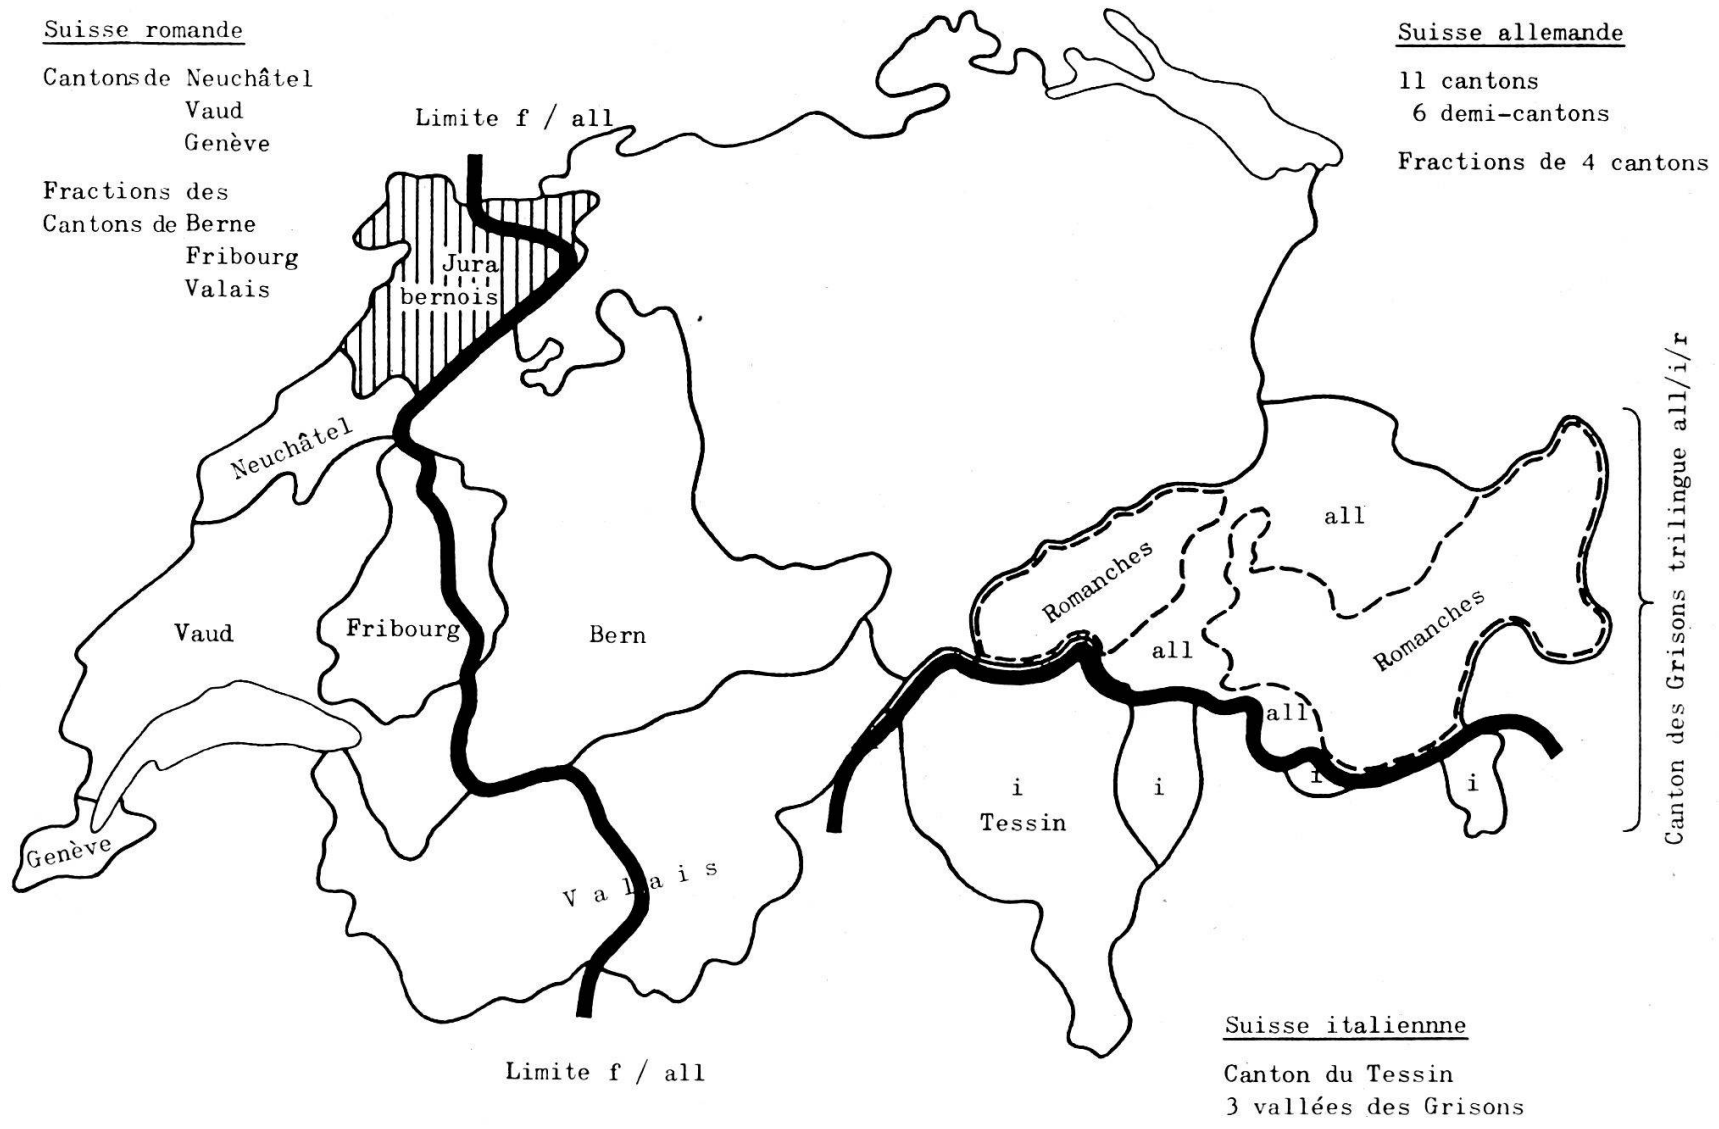 Suisse romande
Cantons de Neuchâtel
Vaud
Genève
Fractions des
Cantons de Berne
Fribourg
Valais
Limite f / all
Suisse allemande
11 cantons
6 demi-cantons
Fractions de 4 cantons
Jura
bernois
Neuchâtel
Vaud
Fribourg
Bern
Genève
Valais
Romanches
all
Romanches
all
all
i
Tessin
i
i
i
Canton des Grisons trilingue all/i/r
Limite f / all
Suisse italiennne
Canton du Tessin
3 vallées des Grisons